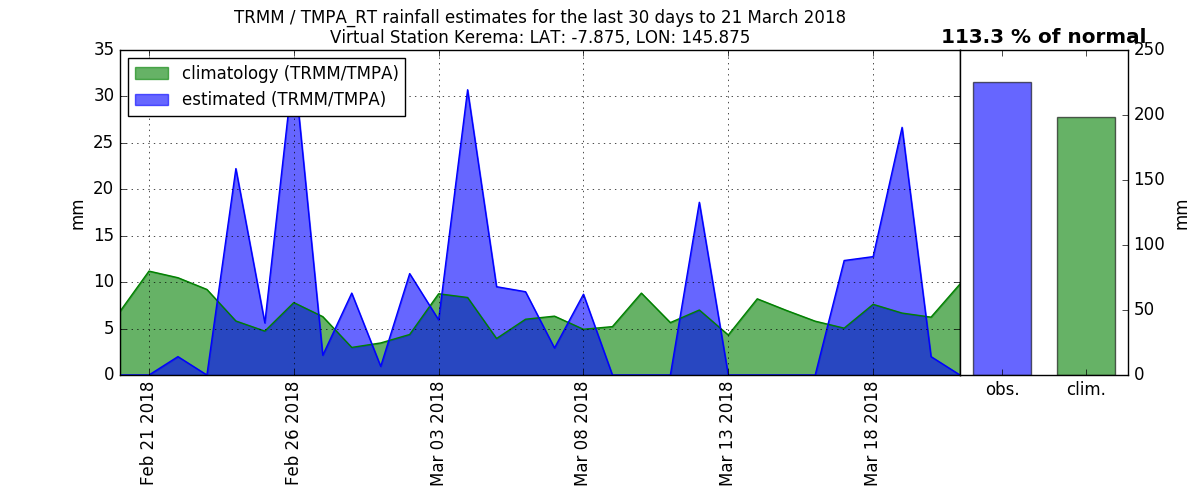 TRMM / TMPA_RT rainfall estimates for the last 30 days to 21 March 2018
Virtual Station Kerema: LAT: -7.875, LON: 145.875
113.3 % of normal
climatology (TRMM/TMPA)
estimated (TRMM/TMPA)
35
30
25
20
15
10
5
0
mm
Feb 21 2018
Feb 26 2018
Mar 03 2018
Mar 08 2018
Mar 13 2018
Mar 18 2018
250
200
150
100
50
0
mm
obs.
clim.